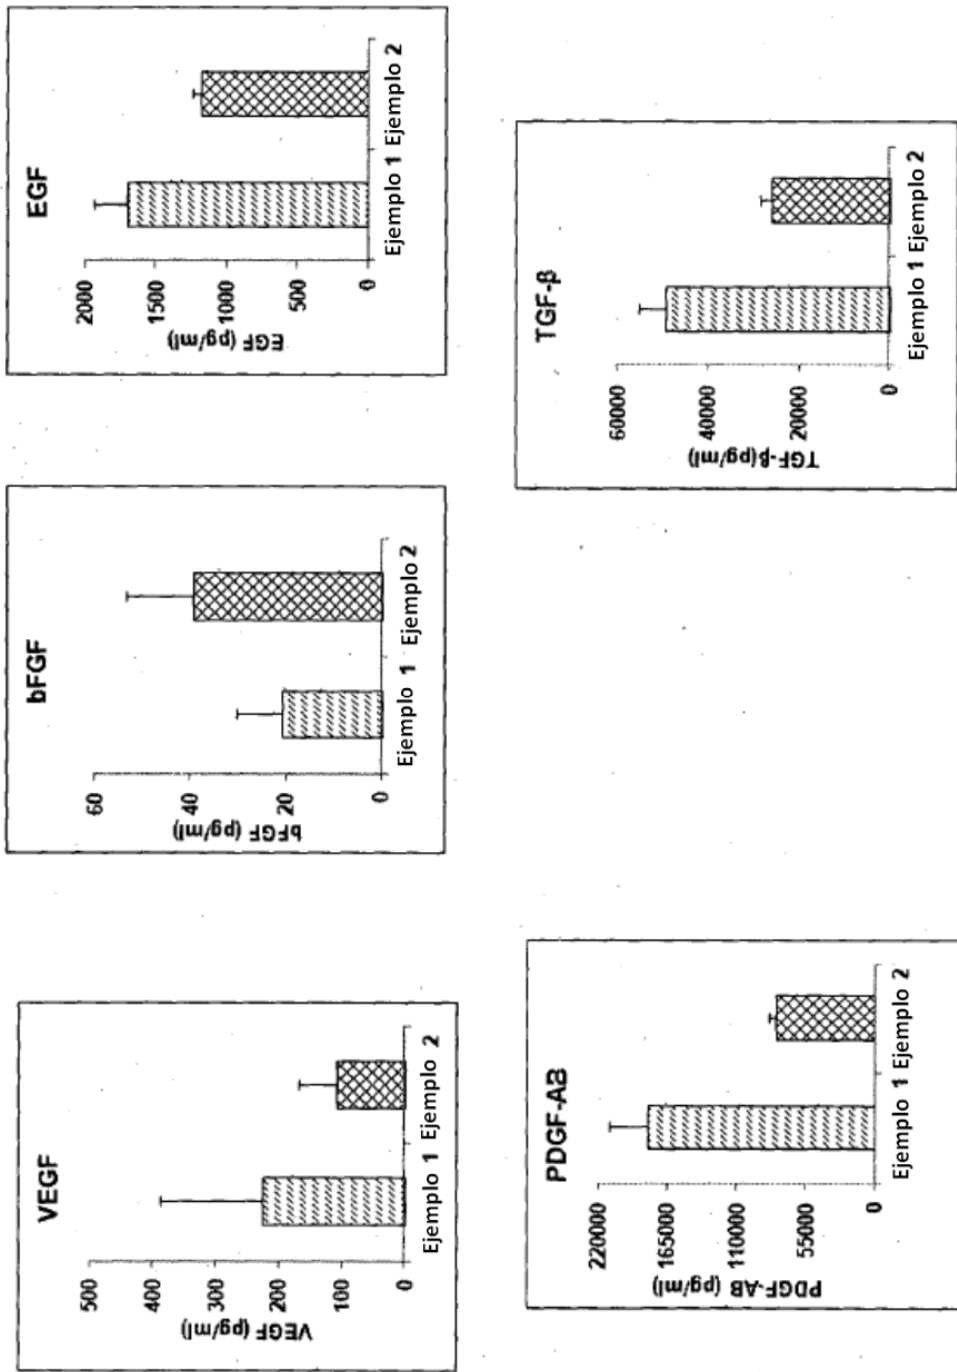 VEGF
500
400
300
200
100
0
VEGF (pg/ml)
Ejemplo 1 Ejemplo 2
bFGF
60
40
20
0
bFGF (pg/ml)
Ejemplo 1 Ejemplo 2
EGF
2000
1500
1000
500
0
EGF (pg/ml)
Ejemplo 1 Ejemplo 2
PDGF-AB
220000
165000
110000
55000
0
PDGF-AB (pg/ml)
Ejemplo 1 Ejemplo 2
TGF-β
60000
40000
20000
0
TGF-β(pg/ml)
Ejemplo 1 Ejemplo 2